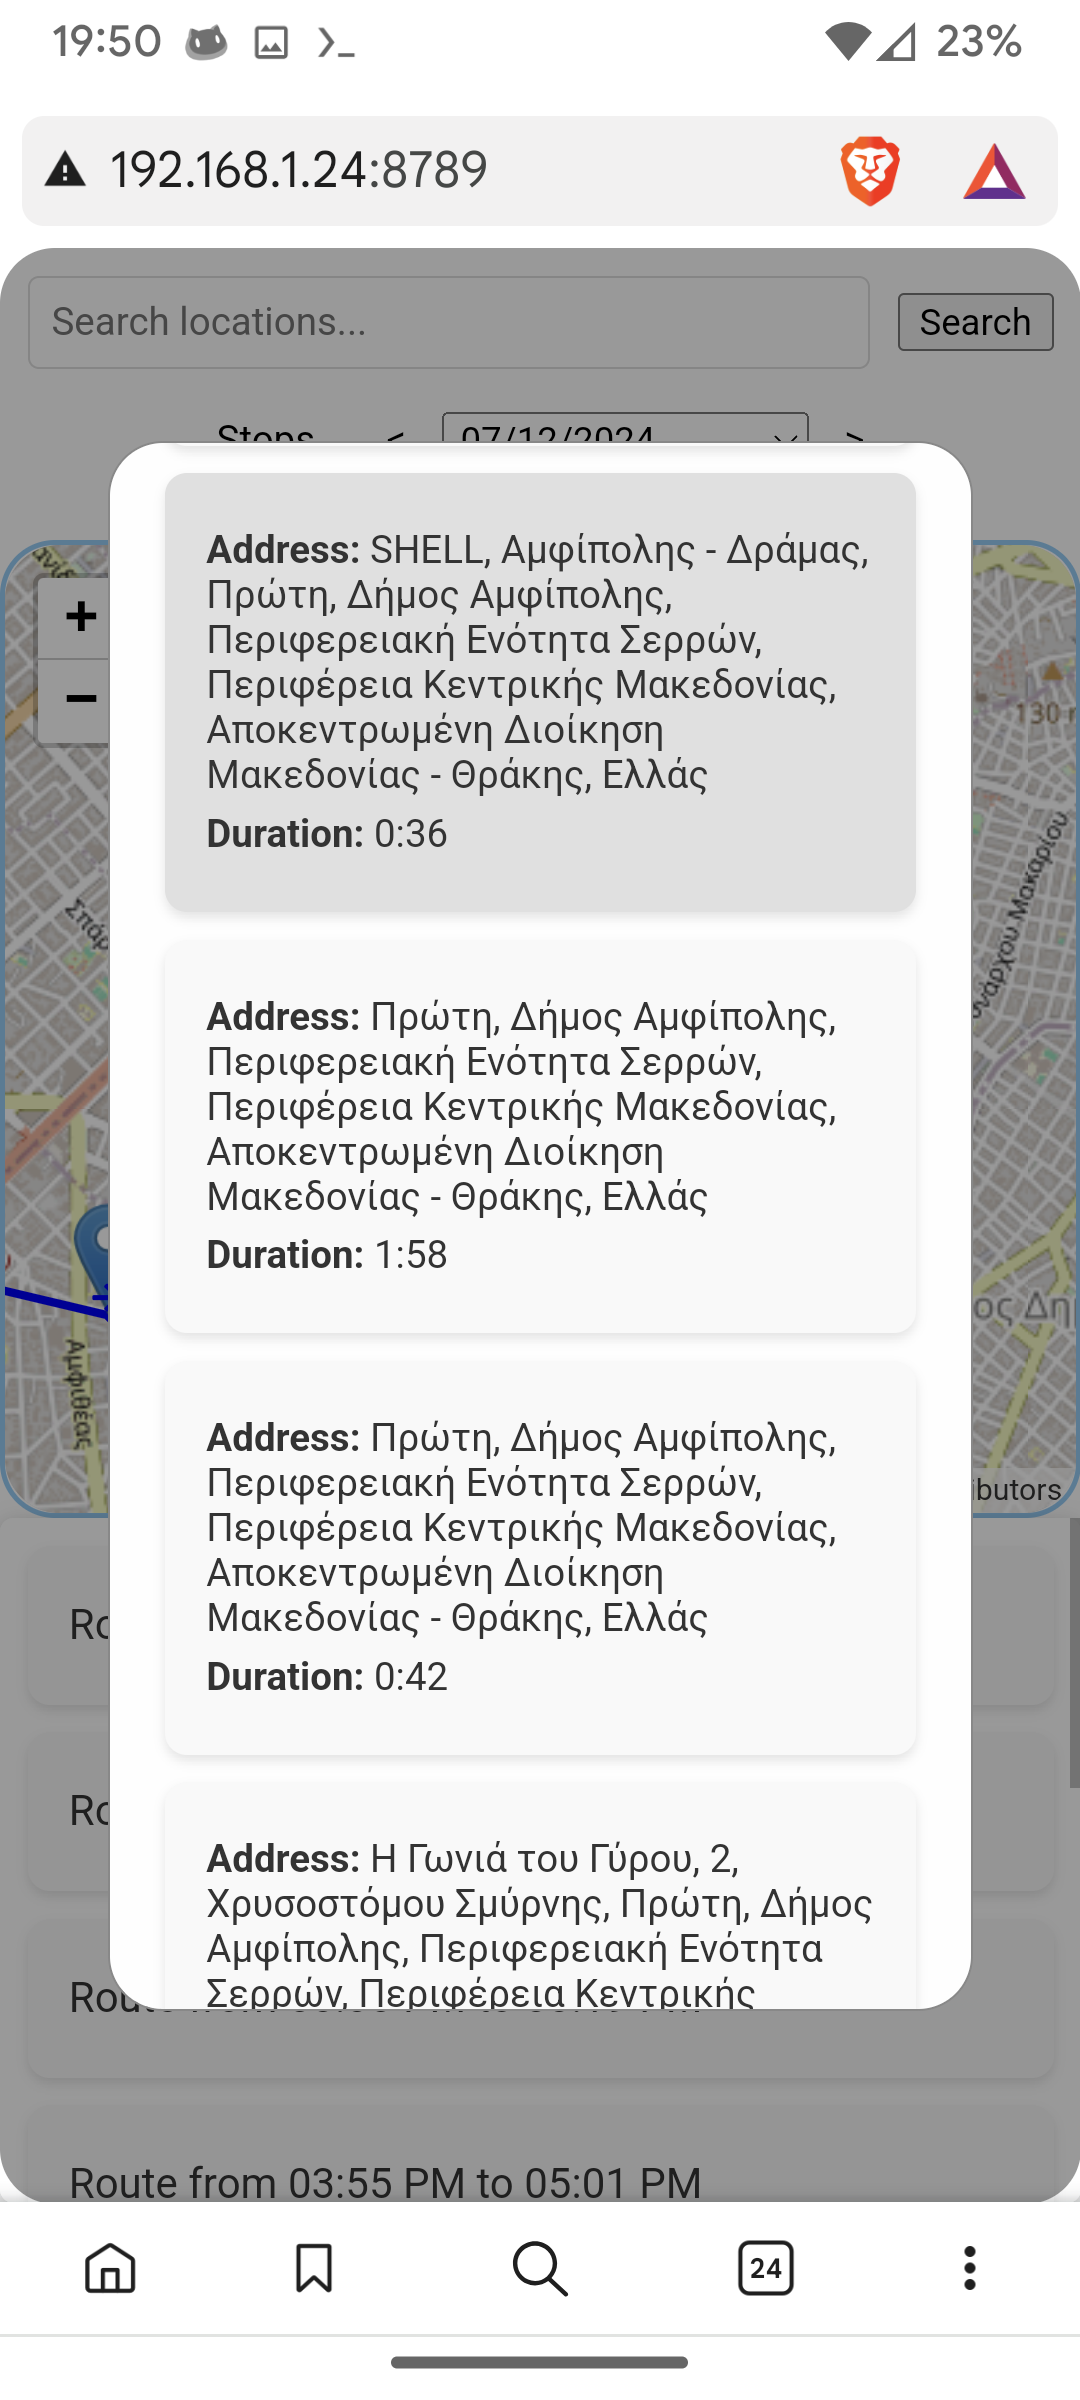 19:50
23%
192.168.1.24:8789
Search locations...
Search
Stops < 07/12/2024 >
+
−
Address: SHELL, Αμφίπολης - Δράμας,
Πρώτη, Δήμος Αμφίπολης,
Περιφερειακή Ενότητα Σερρών,
Περιφέρεια Κεντρικής Μακεδονίας,
Αποκεντρωμένη Διοίκηση
Μακεδονίας - Θράκης, Ελλάς
Duration: 0:36
Address: Πρώτη, Δήμος Αμφίπολης,
Περιφερειακή Ενότητα Σερρών,
Περιφέρεια Κεντρικής Μακεδονίας,
Αποκεντρωμένη Διοίκηση
Μακεδονίας - Θράκης, Ελλάς
Duration: 1:58
Address: Πρώτη, Δήμος Αμφίπολης,
Περιφερειακή Ενότητα Σερρών,
Περιφέρεια Κεντρικής Μακεδονίας,
Αποκεντρωμένη Διοίκηση
Μακεδονίας - Θράκης, Ελλάς
Duration: 0:42
Address: Η Γωνιά του Γύρου, 2,
Χρυσοστόμου Σμύρνης, Πρώτη, Δήμος
Αμφίπολης, Περιφερειακή Ενότητα
Σερρών, Περιφέρεια Κεντρικής
130
Μακαρίου
Αμφιθέας
ος Δη
ibutors
Ro
Ro
Rou
Route from 03:55 PM to 05:01 PM
24